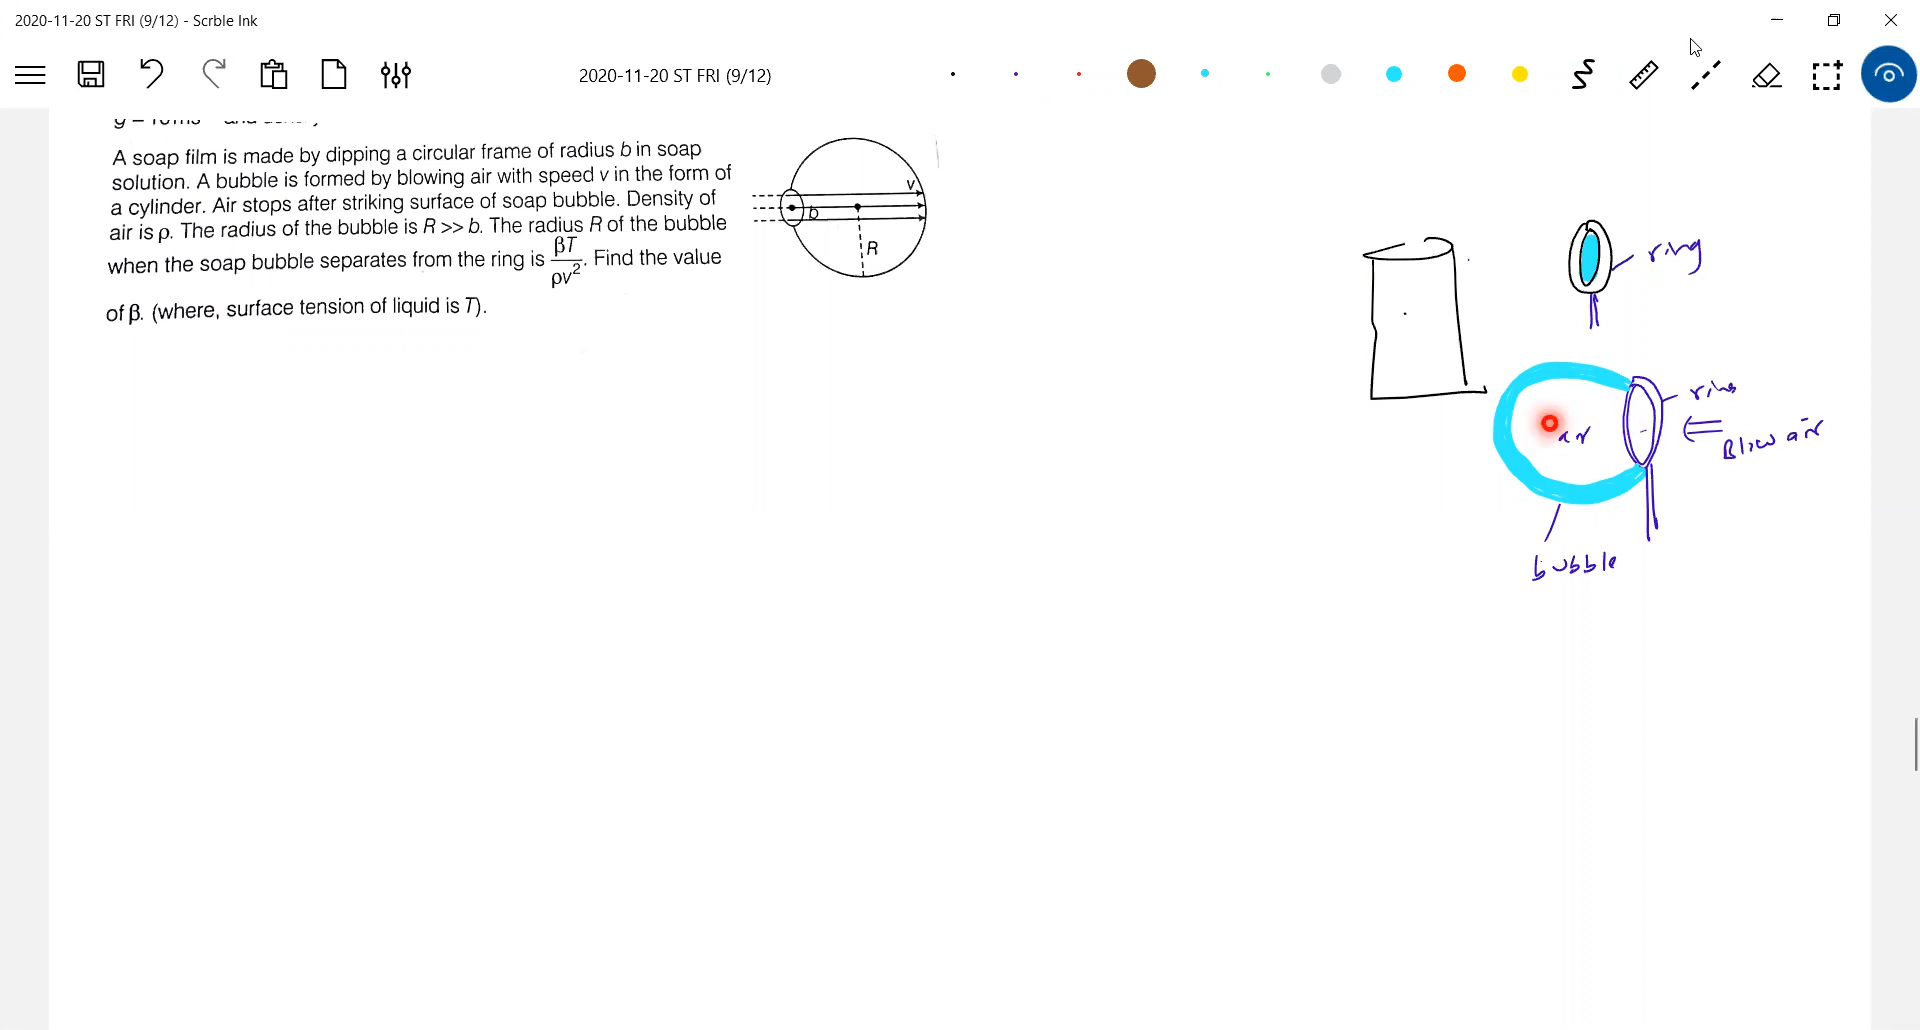 2020-11-20 ST FRI (9/12) - Scrble Ink
2020-11-20 ST FRI (9/12)
A soap film is made by dipping a circular frame of radius b in soap
solution. A bubble is formed by blowing air with speed v in the form of
a cylinder. Air stops after striking surface of soap bubble. Density of
air is ρ. The radius of the bubble is R >> b. The radius R of the bubble
when the soap bubble separates from the ring is βT/ρv². Find the value
of β. (where, surface tension of liquid is T).
v
b
R
ring
ring
air
Blow air
bubble